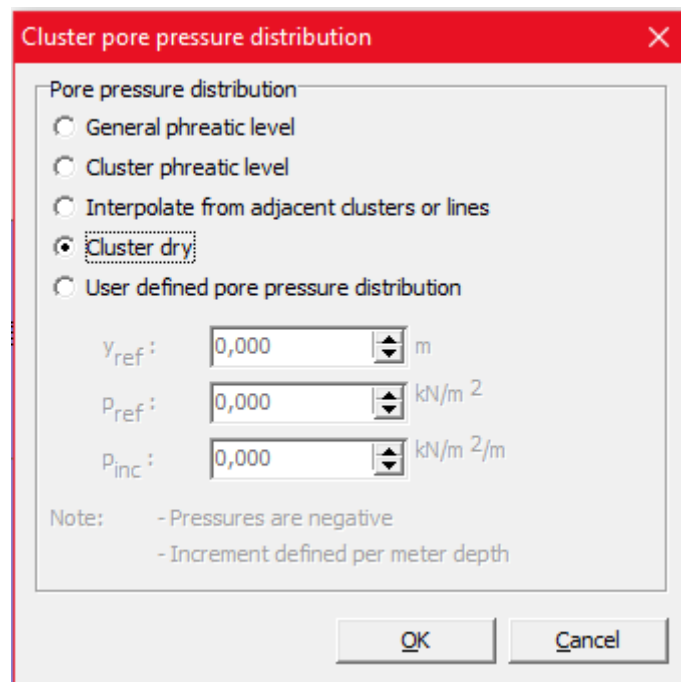 Cluster pore pressure distribution
Pore pressure distribution
General phreatic level
Cluster phreatic level
Interpolate from adjacent clusters or lines
Cluster dry
User defined pore pressure distribution
yref : 0,000 m
pref : 0,000 kN/m 2
pinc : 0,000 kN/m 2/m
Note: - Pressures are negative
- Increment defined per meter depth
OK Cancel